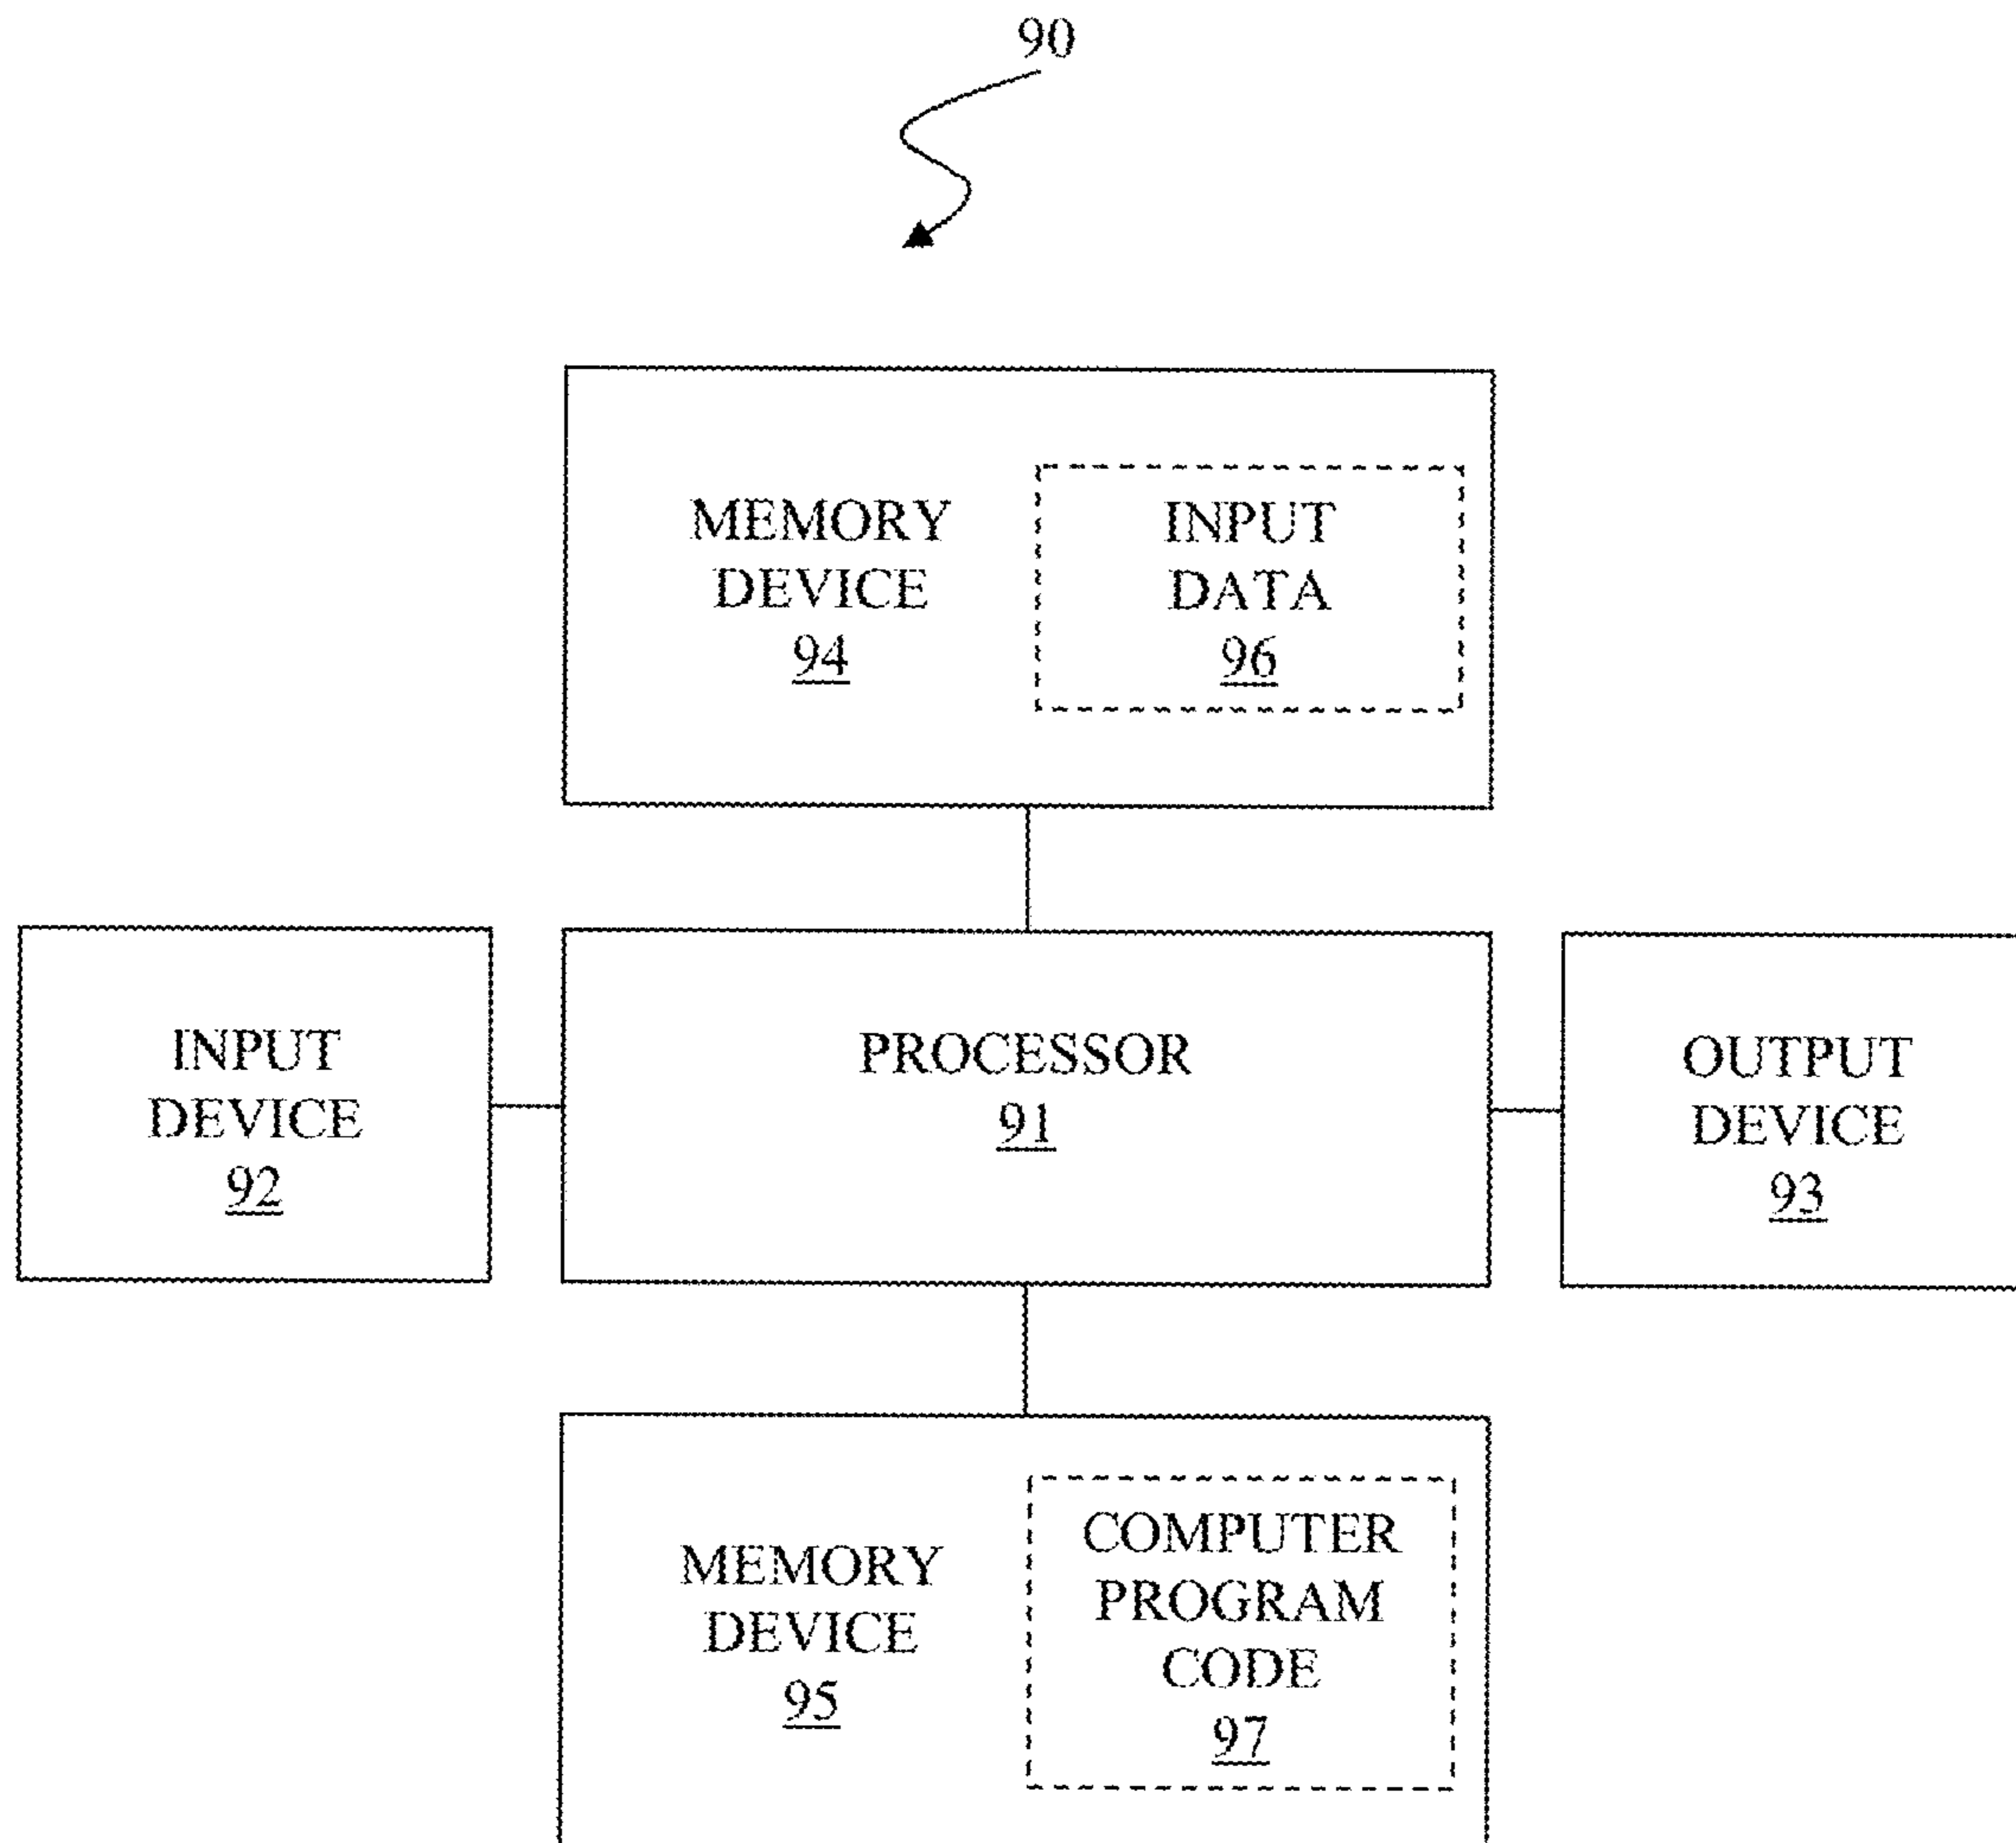 90
MEMORY
DEVICE
94
INPUT
DATA
96
INPUT
DEVICE
92
PROCESSOR
91
OUTPUT
DEVICE
93
MEMORY
DEVICE
95
COMPUTER
PROGRAM
CODE
97